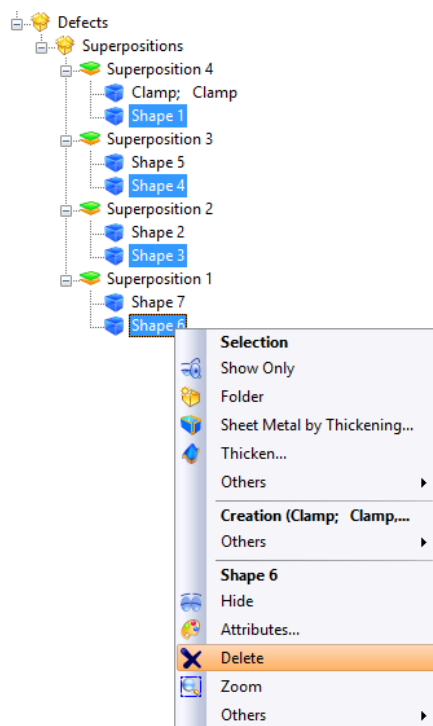 Defects
Superpositions
Superposition 4
Clamp; Clamp
Shape 1
Superposition 3
Shape 5
Shape 4
Superposition 2
Shape 2
Shape 3
Superposition 1
Shape 7
Shape 6
Selection
Show Only
Folder
Sheet Metal by Thickening...
Thicken...
Others
Creation (Clamp; Clamp,...
Others
Shape 6
Hide
Attributes...
Delete
Zoom
Others